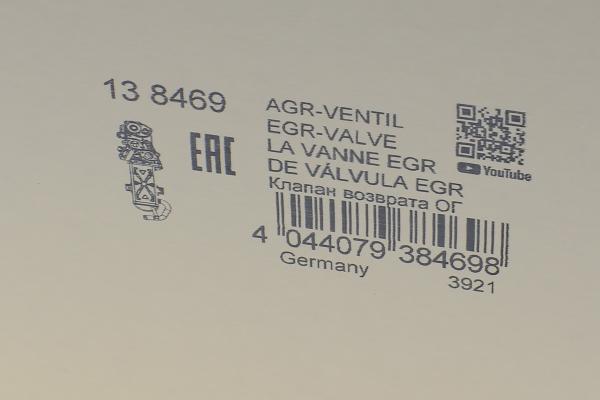 13 8469
EAC
AGR-VENTIL
EGR-VALVE
LA VANNE EGR
DE VÁLVULA EGR
Клапан возврата ОГ
4 044079 384698
Germany
3921
YouTube